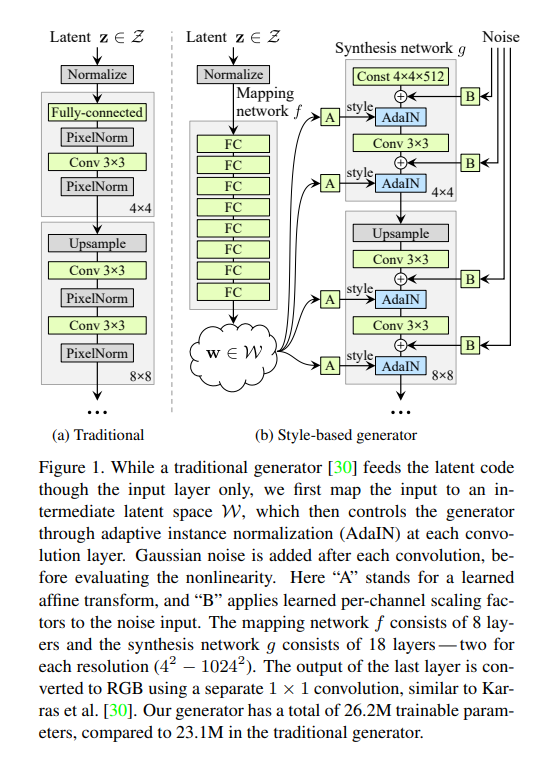 Latent z ∈ Z
Normalize
Fully-connected
PixelNorm
Conv 3×3
PixelNorm
4×4
Upsample
Conv 3×3
PixelNorm
Conv 3×3
PixelNorm
8×8
...
(a) Traditional
Latent z ∈ Z
Normalize
Mapping
network f
FC
FC
FC
FC
FC
FC
FC
FC
w ∈ W
Synthesis network g
Noise
Const 4×4×512
B
A
style
AdaIN
Conv 3×3
B
A
style
AdaIN
4×4
Upsample
Conv 3×3
B
A
style
AdaIN
Conv 3×3
B
A
style
AdaIN
8×8
...
(b) Style-based generator
Figure 1. While a traditional generator [30] feeds the latent code
though the input layer only, we first map the input to an in-
termediate latent space W, which then controls the generator
through adaptive instance normalization (AdaIN) at each convo-
lution layer. Gaussian noise is added after each convolution, be-
fore evaluating the nonlinearity. Here “A” stands for a learned
affine transform, and “B” applies learned per-channel scaling fac-
tors to the noise input. The mapping network f consists of 8 lay-
ers and the synthesis network g consists of 18 layers — two for
each resolution (4² − 1024²). The output of the last layer is con-
verted to RGB using a separate 1 × 1 convolution, similar to Kar-
ras et al. [30]. Our generator has a total of 26.2M trainable param-
eters, compared to 23.1M in the traditional generator.